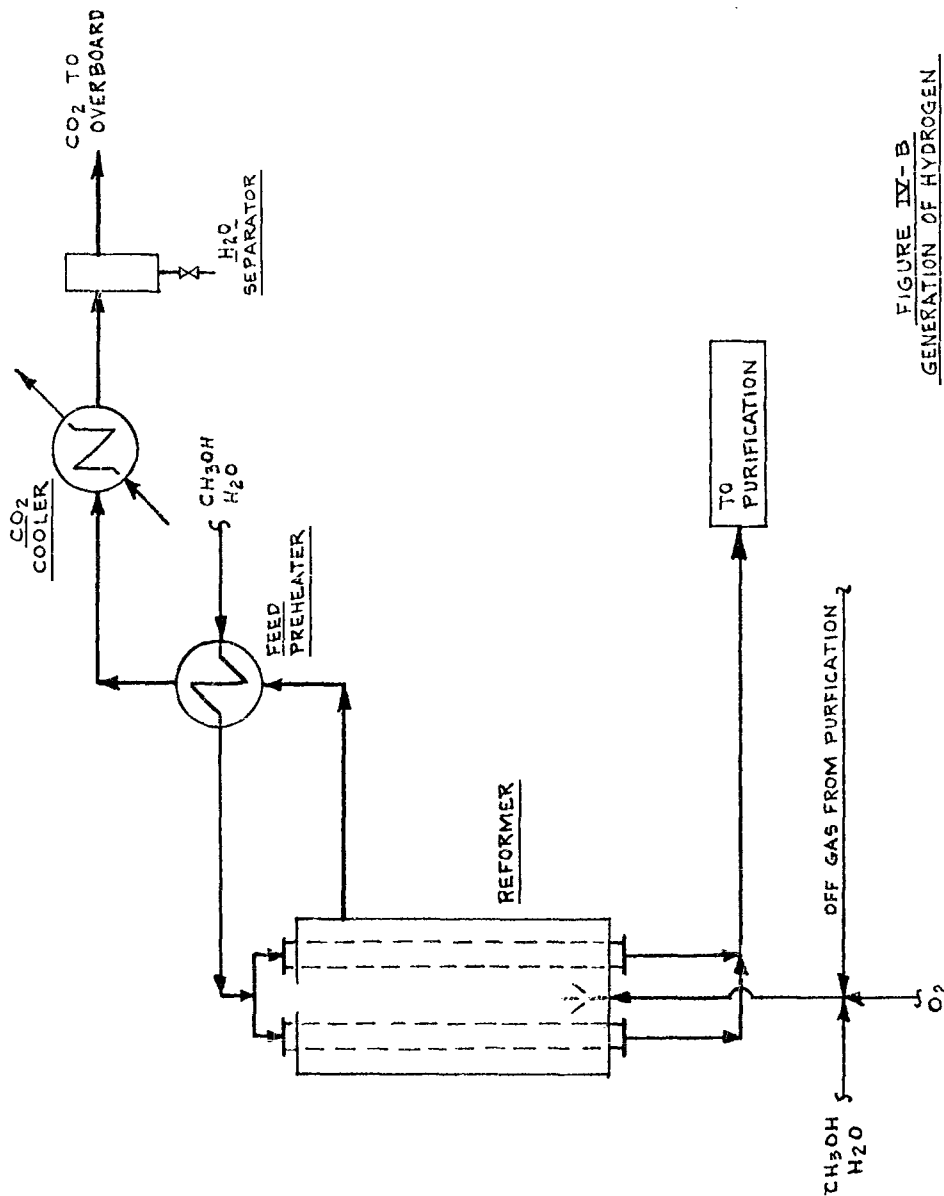 CO2 TO
OVERBOARD
H2O
SEPARATOR
CO2
COOLER
CH3OH
H2O
FEED
PREHEATER
REFORMER
TO
PURIFICATION
OFF GAS FROM PURFICATION
O2
CH3OH
H2O
FIGURE IV-B
GENERATION OF HYDROGEN